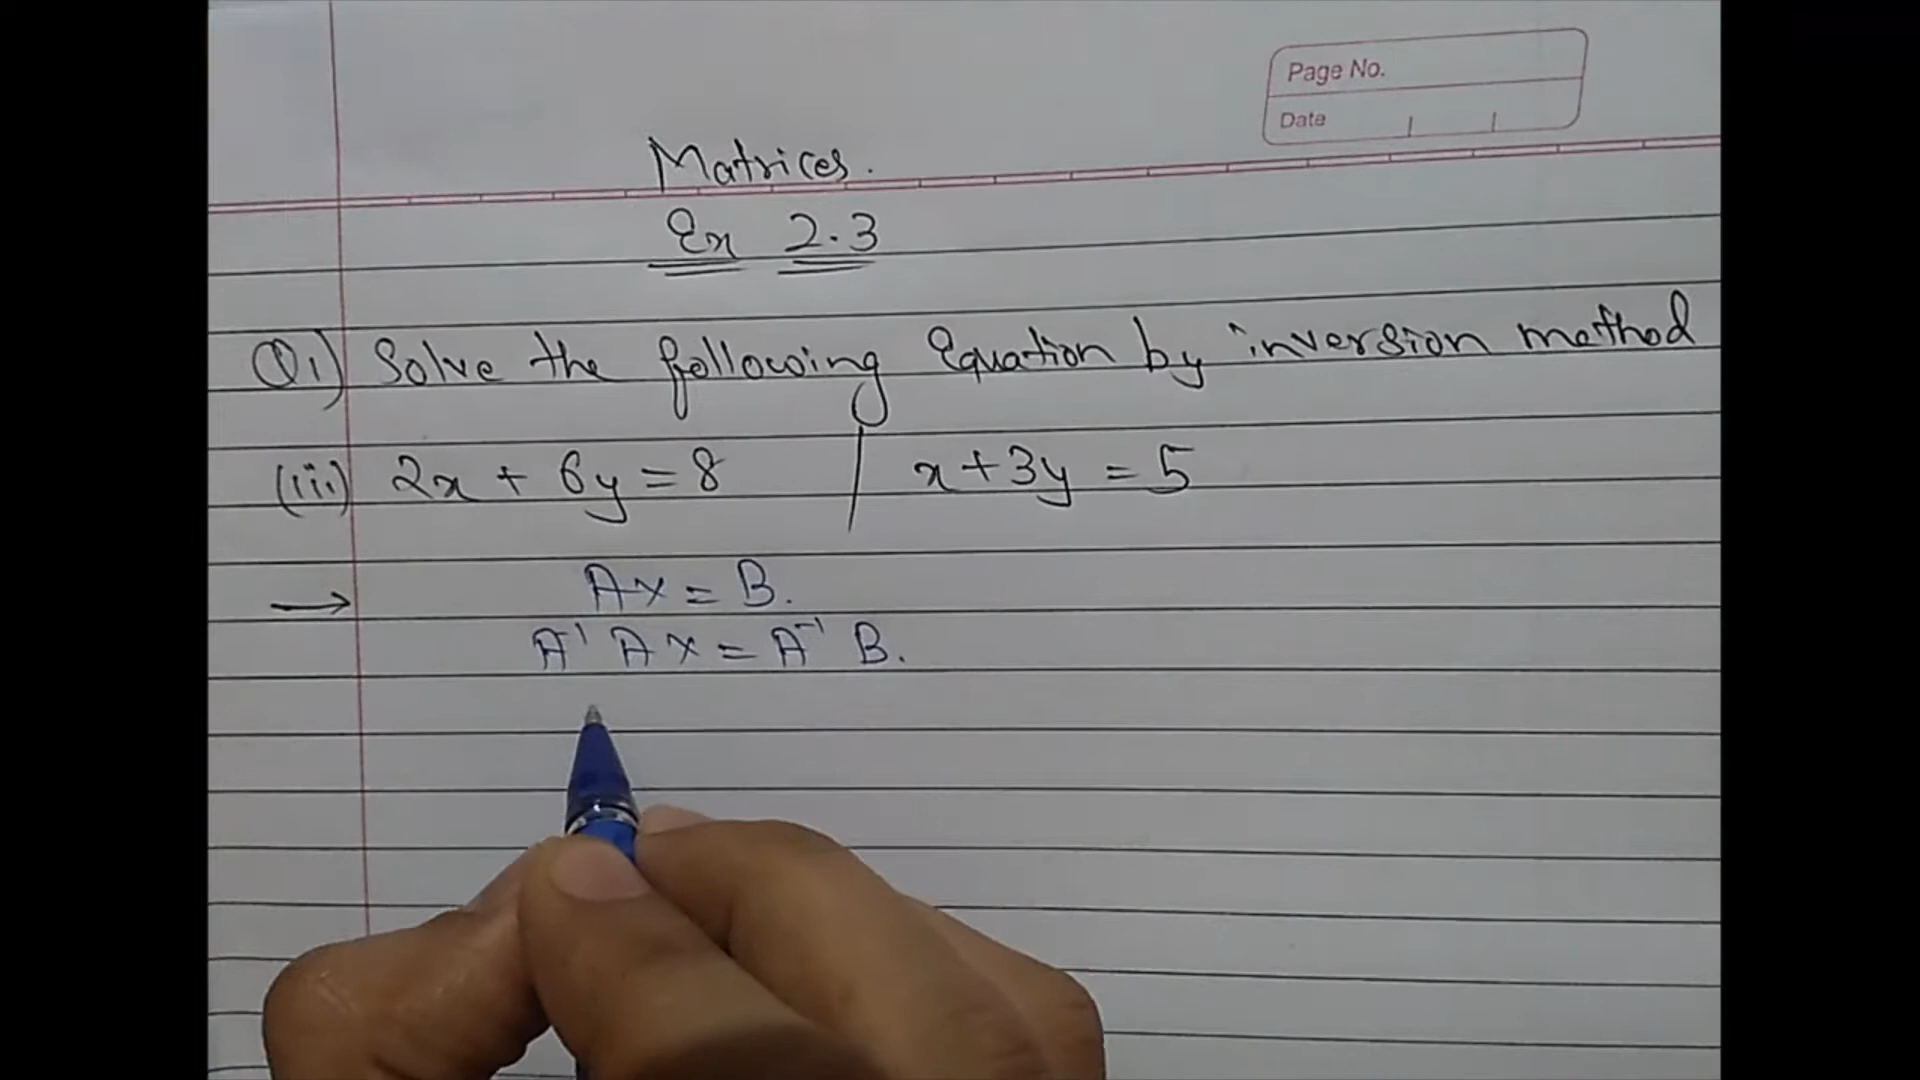 Page No.
Date
Matrices.
Ex 2.3
Q1) Solve the following Equation by inversion method
(iii) 2x + 6y = 8 / x + 3y = 5
→ AX = B.
A⁻¹ A X = A⁻¹ B.